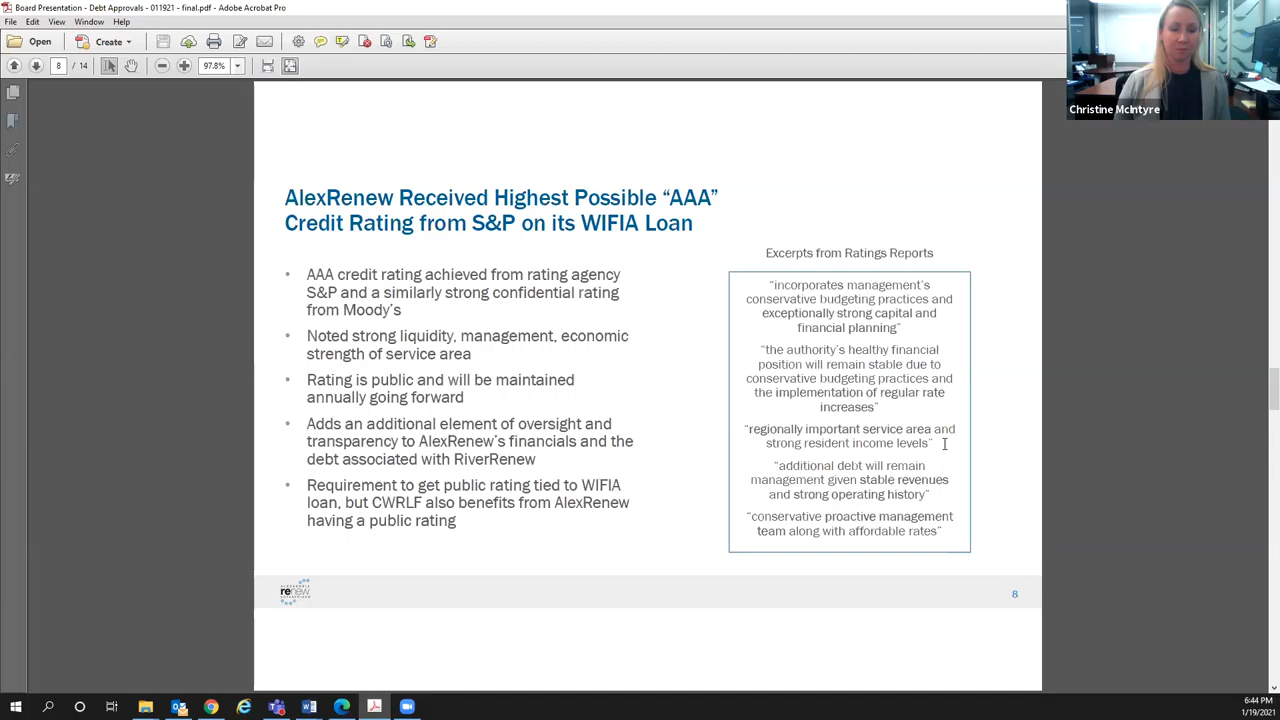 Board Presentation - Debt Approvals - 011921 - final.pdf - Adobe Acrobat Pro
File Edit View Window Help
Open Create
8 / 14 97.8%
Christine McIntyre
AlexRenew Received Highest Possible “AAA”
Credit Rating from S&P on its WIFIA Loan
• AAA credit rating achieved from rating agency
S&P and a similarly strong confidential rating
from Moody’s
• Noted strong liquidity, management, economic
strength of service area
• Rating is public and will be maintained
annually going forward
• Adds an additional element of oversight and
transparency to AlexRenew’s financials and the
debt associated with RiverRenew
• Requirement to get public rating tied to WIFIA
loan, but CWRLF also benefits from AlexRenew
having a public rating
Excerpts from Ratings Reports
“incorporates management’s
conservative budgeting practices and
exceptionally strong capital and
financial planning”
“the authority’s healthy financial
position will remain stable due to
conservative budgeting practices and
the implementation of regular rate
increases”
“regionally important service area and
strong resident income levels”
“additional debt will remain
management given stable revenues
and strong operating history”
“conservative proactive management
team along with affordable rates”
renew
8
6:44 PM
1/19/2021